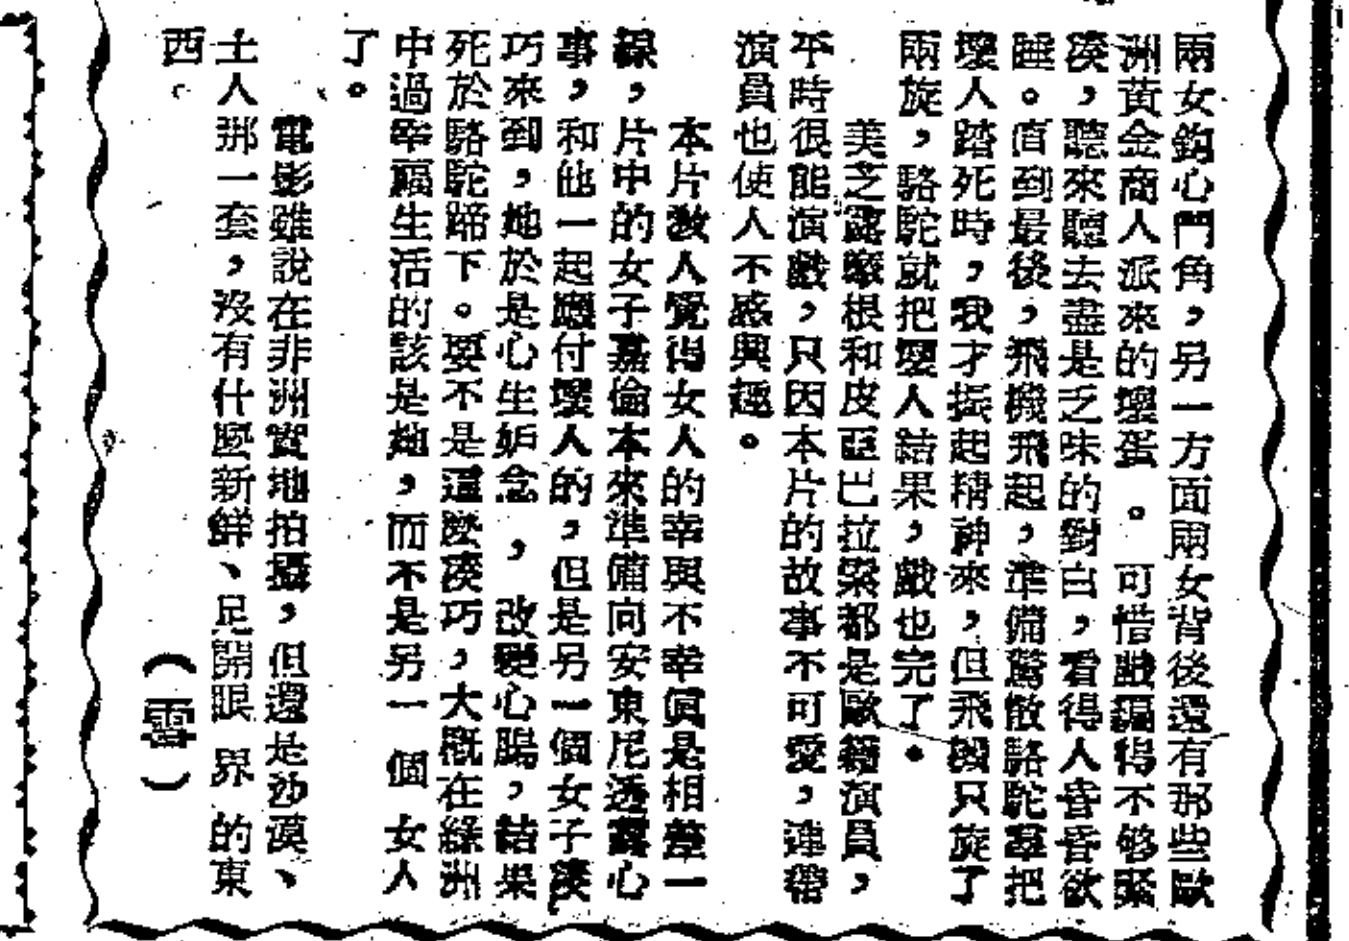 兩女鈎心鬥角，另一方面兩女背後還有那些歐
洲黃金商人派來的壞蛋。可惜戲編得不够緊
湊，聽來聽去盡是乏味的對白，看得人昏昏欲
睡。直到最後，飛機飛起，準備驚散駱駝羣把
壞人踏死時，我才振起精神來，但飛機只旋了
兩旋，駱駝就把壞人結果，戲也完了。
美芝露根和皮亞巴拉梁都是歐籍演員，
平時很能演戲，只因本片的故事不可愛，連帶
演員也使人不感興趣。
本片敎人覺得女人的幸與不幸眞是相差一
線，片中的女子嘉倫本來準備向安東尼透露心
事，和他一起應付壞人的，但是另一個女子湊
巧來到，她於是心生妒念，改變心腸，結果
死於駱駝蹄下。要不是這麽湊巧，大概在綠洲
中過幸福生活的該是她，而不是另一個女人
了。
電影雖說在非洲實地拍攝，但還是沙漠、
土人那一套，沒有什麽新鮮、足開眼界的東
西。
（雲）